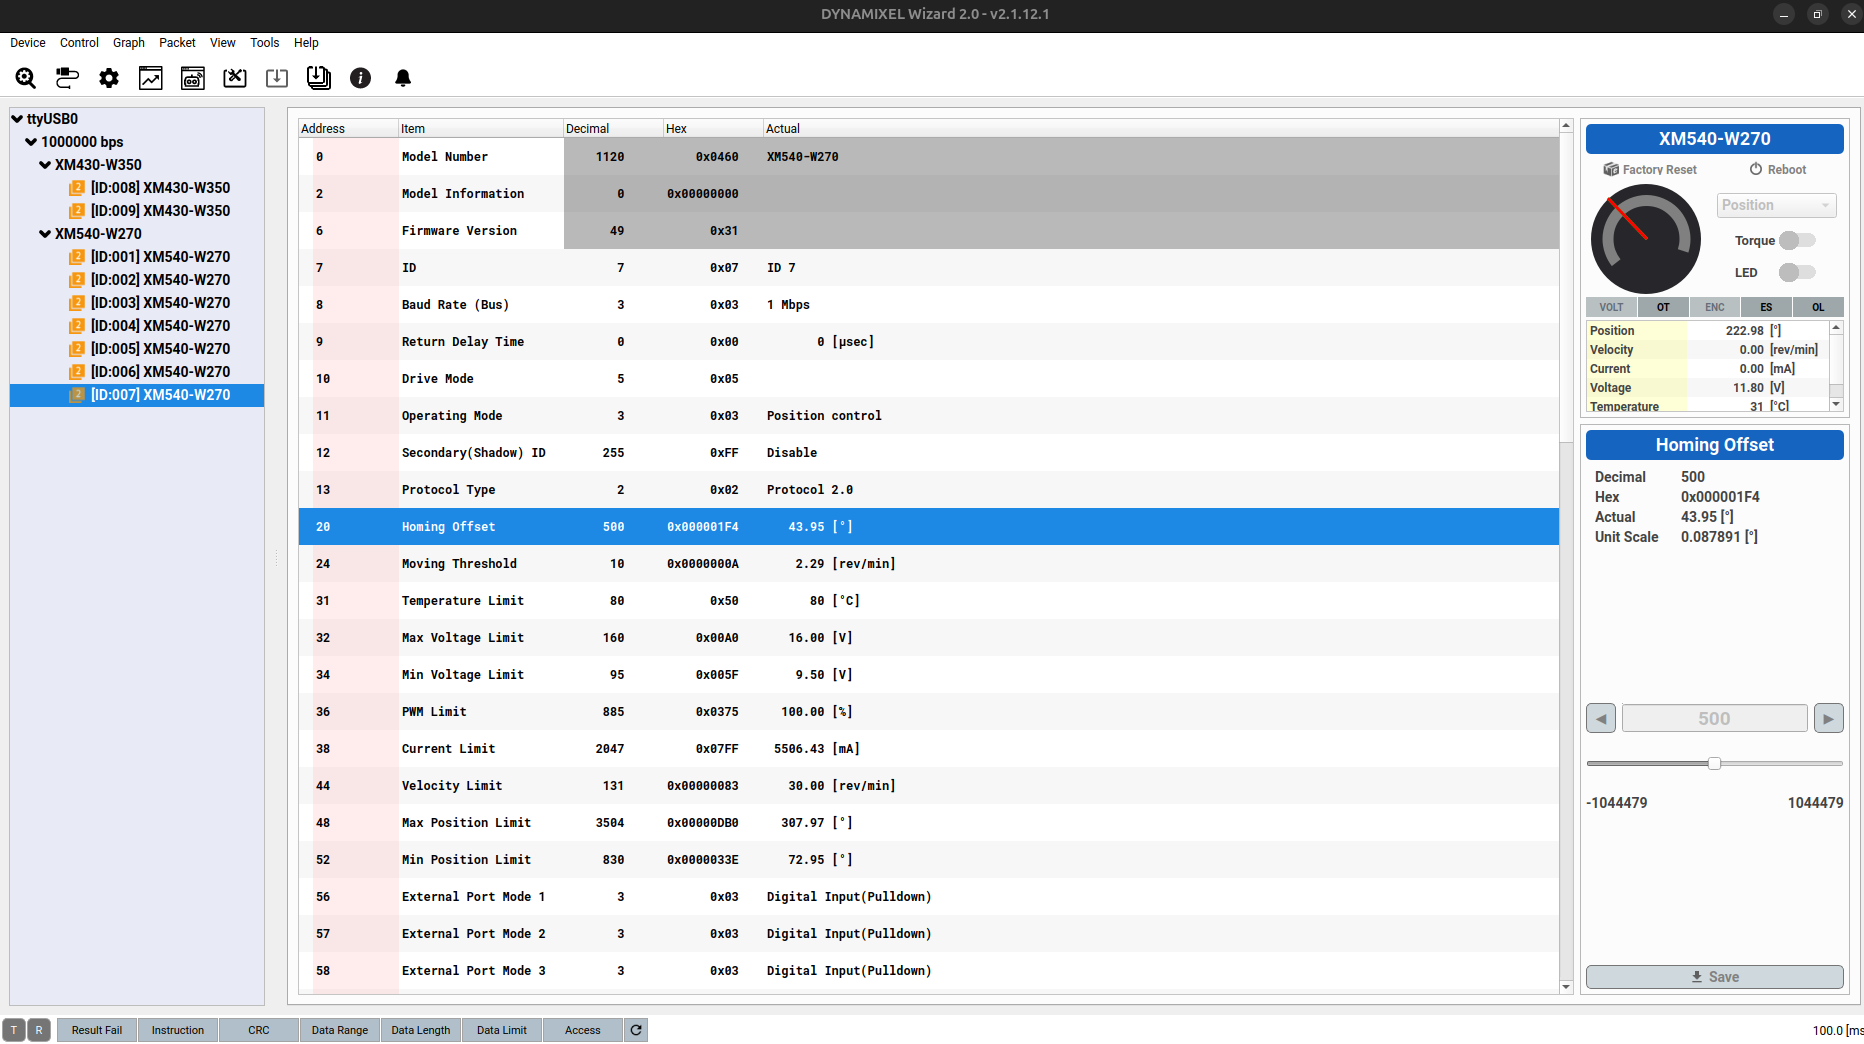 DYNAMIXEL Wizard 2.0 - v2.1.12.1
Device Control Graph Packet View Tools Help
ttyUSB0
1000000 bps
XM430-W350
[ID:008] XM430-W350
[ID:009] XM430-W350
XM540-W270
[ID:001] XM540-W270
[ID:002] XM540-W270
[ID:003] XM540-W270
[ID:004] XM540-W270
[ID:005] XM540-W270
[ID:006] XM540-W270
[ID:007] XM540-W270
Address Item Decimal Hex Actual
0 Model Number 1120 0x0460 XM540-W270
2 Model Information 0 0x00000000
6 Firmware Version 49 0x31
7 ID 7 0x07 ID 7
8 Baud Rate (Bus) 3 0x03 1 Mbps
9 Return Delay Time 0 0x00 0 [µsec]
10 Drive Mode 5 0x05
11 Operating Mode 3 0x03 Position control
12 Secondary(Shadow) ID 255 0xFF Disable
13 Protocol Type 2 0x02 Protocol 2.0
20 Homing Offset 500 0x000001F4 43.95 [°]
24 Moving Threshold 10 0x0000000A 2.29 [rev/min]
31 Temperature Limit 80 0x50 80 [°C]
32 Max Voltage Limit 160 0x00A0 16.00 [V]
34 Min Voltage Limit 95 0x005F 9.50 [V]
36 PWM Limit 885 0x0375 100.00 [%]
38 Current Limit 2047 0x07FF 5506.43 [mA]
44 Velocity Limit 131 0x00000083 30.00 [rev/min]
48 Max Position Limit 3504 0x00000DB0 307.97 [°]
52 Min Position Limit 830 0x0000033E 72.95 [°]
56 External Port Mode 1 3 0x03 Digital Input(Pulldown)
57 External Port Mode 2 3 0x03 Digital Input(Pulldown)
58 External Port Mode 3 3 0x03 Digital Input(Pulldown)
XM540-W270
Factory Reset Reboot
Position
Torque
LED
VOLT OT ENC ES OL
Position 222.98 [°]
Velocity 0.00 [rev/min]
Current 0.00 [mA]
Voltage 11.80 [V]
Temperature 31 [°C]
Homing Offset
Decimal 500
Hex 0x000001F4
Actual 43.95 [°]
Unit Scale 0.087891 [°]
500
-1044479 1044479
Save
T R Result Fail Instruction CRC Data Range Data Length Data Limit Access 100.0 [ms